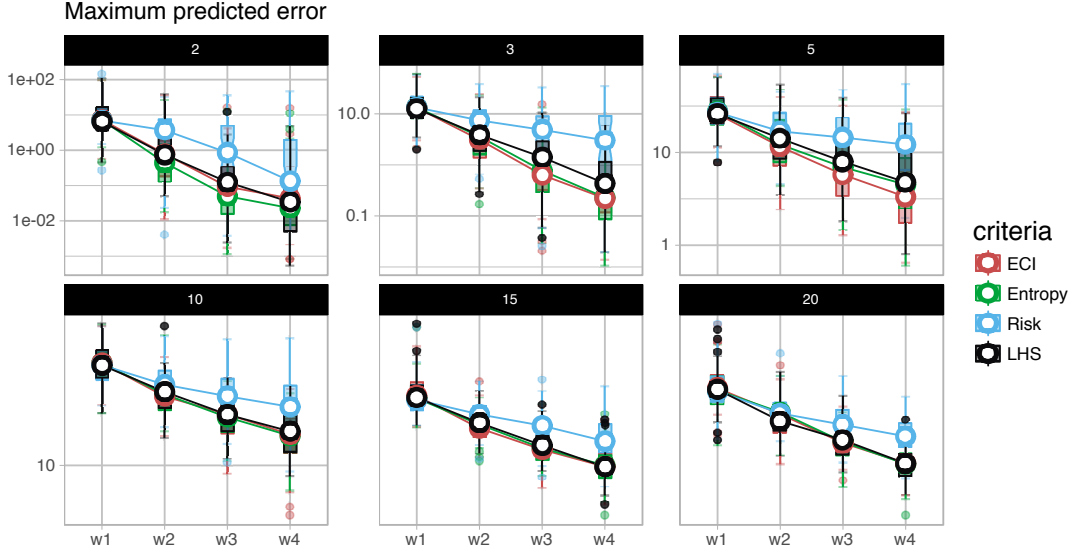 Maximum predicted error
2
3
5
1e+02
1e+00
1e-02
10.0
0.1
10
1
10
15
20
10
w1
w2
w3
w4
w1
w2
w3
w4
w1
w2
w3
w4
criteria
ECI
Entropy
Risk
LHS